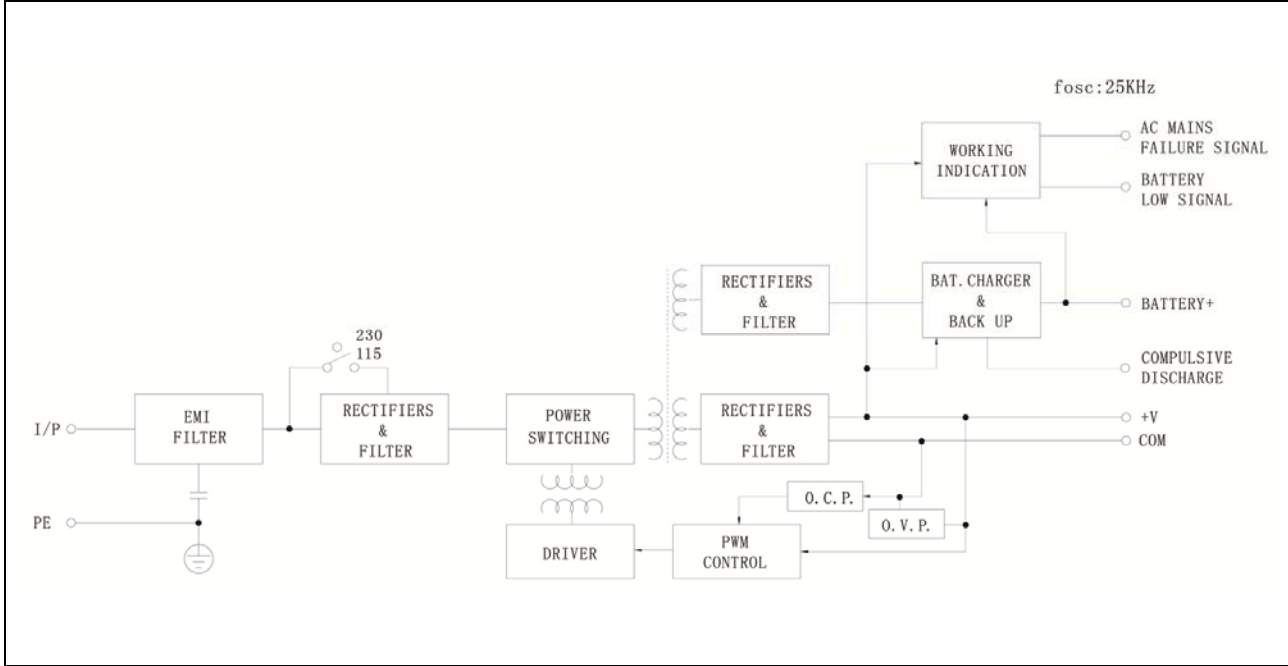 fosc:25KHz
AC MAINS
FAILURE SIGNAL
WORKING
INDICATION
BATTERY
LOW SIGNAL
RECTIFIERS
&
FILTER
BAT.CHARGER
&
BACK UP
BATTERY+
230
115
COMPULSIVE
DISCHARGE
I/P
EMI
FILTER
RECTIFIERS
&
FILTER
POWER
SWITCHING
RECTIFIERS
&
FILTER
+V
COM
O.C.P.
O.V.P.
PE
DRIVER
PWM
CONTROL